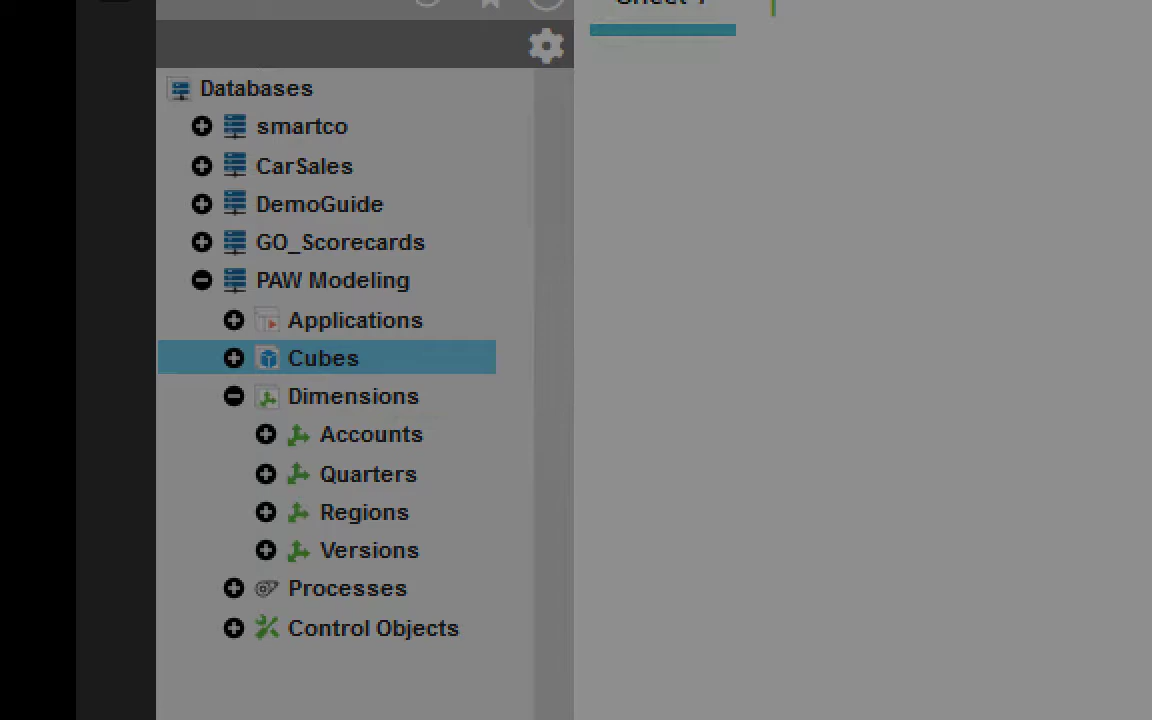 Databases
smartco
CarSales
DemoGuide
GO_Scorecards
PAW Modeling
Applications
Cubes
Dimensions
Accounts
Quarters
Regions
Versions
Processes
Control Objects